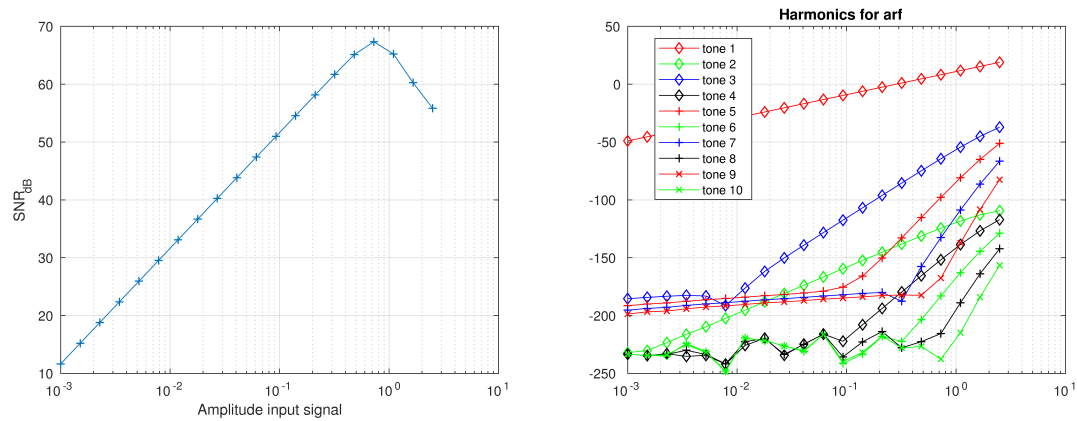 70
60
50
40
30
20
10
SNR_dB
10^-3 10^-2 10^-1 10^0 10^1
Amplitude input signal
Harmonics for arf
50
0
-50
-100
-150
-200
-250
tone 1
tone 2
tone 3
tone 4
tone 5
tone 6
tone 7
tone 8
tone 9
tone 10
10^-3 10^-2 10^-1 10^0 10^1